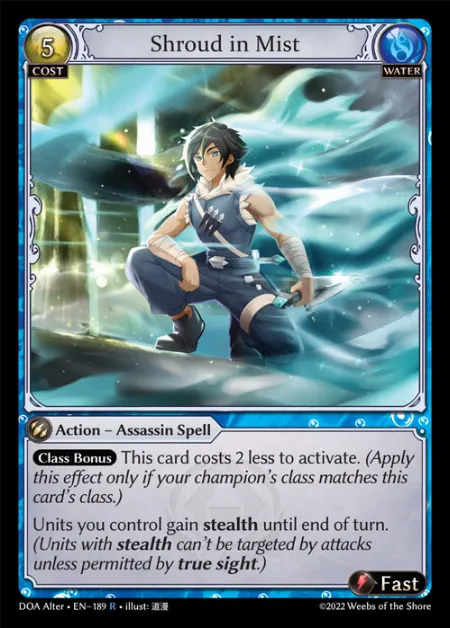 5
Shroud in Mist
COST
WATER
Action – Assassin Spell
Class Bonus This card costs 2 less to activate. (Apply
this effect only if your champion's class matches this
card's class.)
Units you control gain stealth until end of turn.
(Units with stealth can't be targeted by attacks
unless permitted by true sight.)
Fast
DOA Alter • EN–189 R • illust: 道漫
©2022 Weebs of the Shore